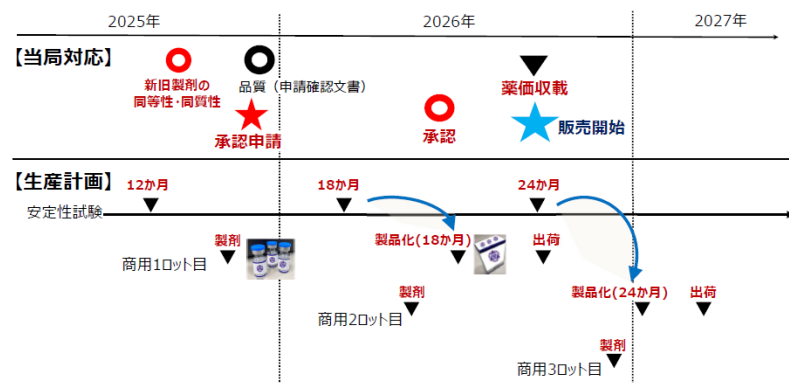 2025年
2026年
2027年
【当局対応】
新旧製剤の
同等性・同質性
品質（申請確認文書）
承認申請
承認
薬価収載
販売開始
【生産計画】
12か月
18か月
24か月
安定性試験
製剤
商用1ロット目
製品化(18か月)
出荷
製剤
商用2ロット目
製品化(24か月)
出荷
製剤
商用3ロット目